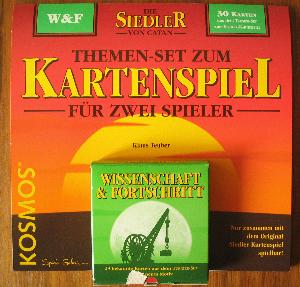 W&F
DIE
SIEDLER
VON CATAN
30 KARTEN
THEMEN-SET ZUM
KARTENSPIEL
FÜR ZWEI SPIELER
Klaus Teuber
KOSMOS
WISSENSCHAFT
& FORTSCHRITT
Nur zusammen mit
dem Original
Siedler-Kartenspiel
spielbar!